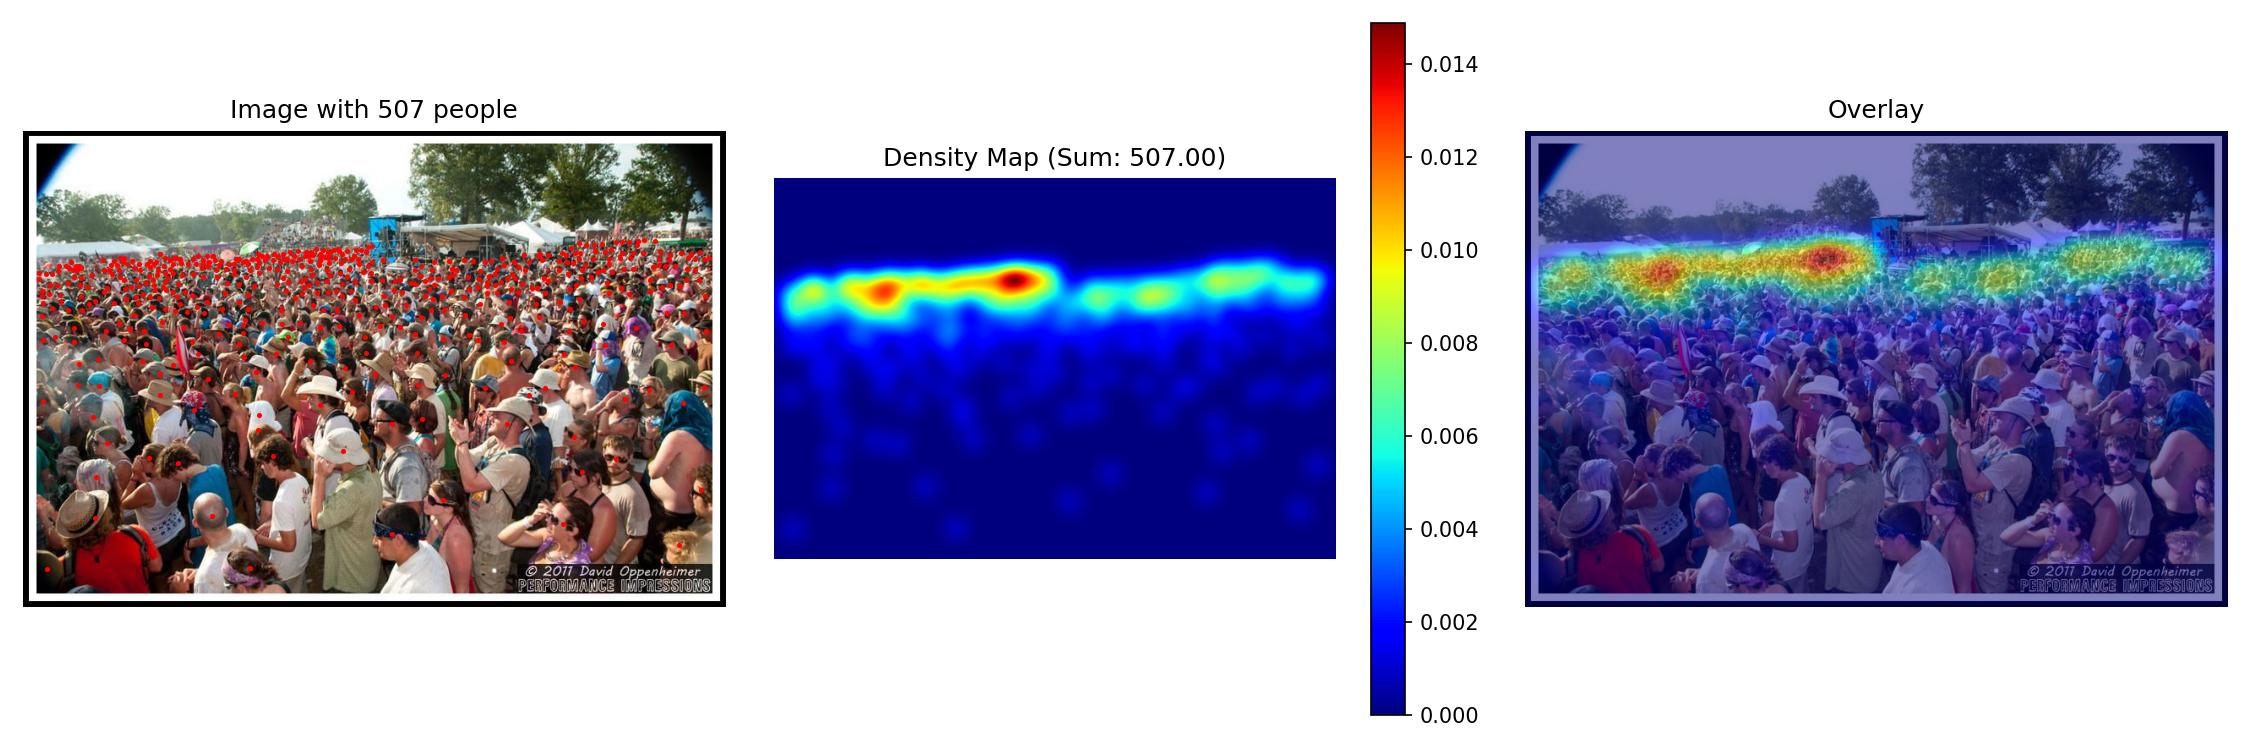 Image with 507 people
© 2011 David Oppenheimer
PERFORMANCE IMPRESSIONS
Density Map (Sum: 507.00)
0.014
0.012
0.010
0.008
0.006
0.004
0.002
0.000
Overlay
© 2011 David Oppenheimer
PERFORMANCE IMPRESSIONS